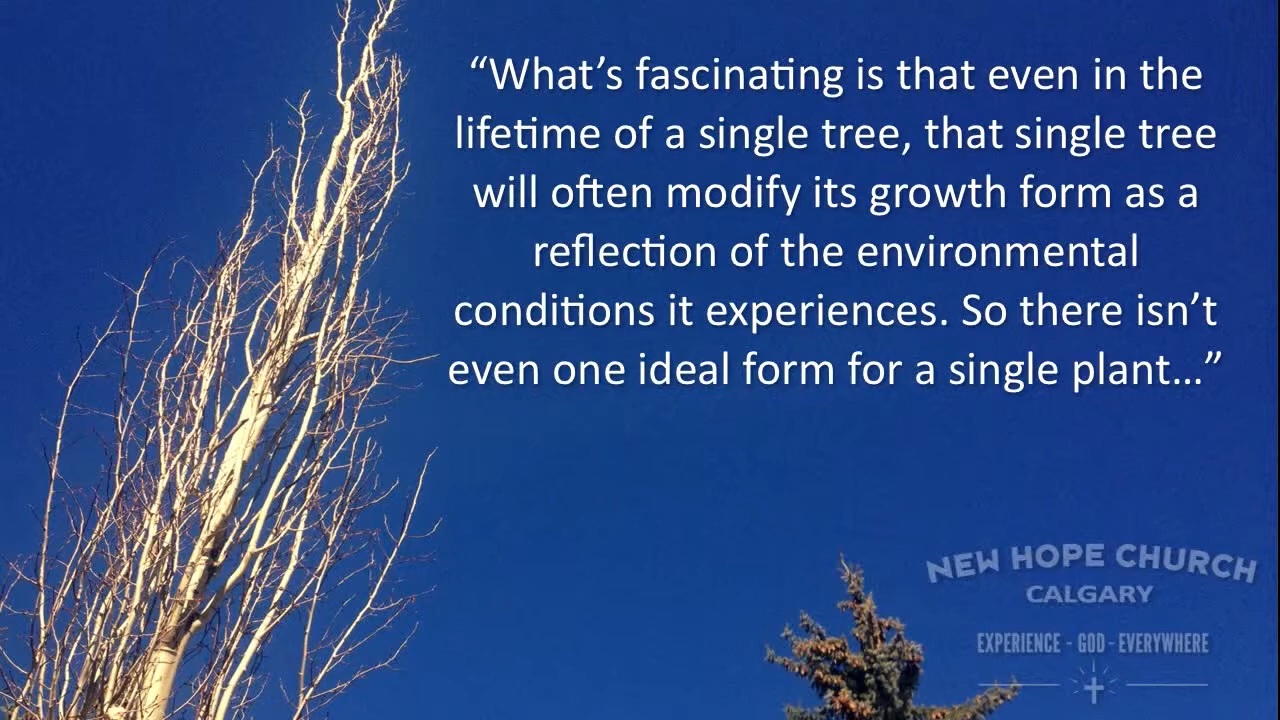 “What’s fascinating is that even in the
lifetime of a single tree, that single tree
will often modify its growth form as a
reflection of the environmental
conditions it experiences. So there isn’t
even one ideal form for a single plant…”
NEW HOPE CHURCH
CALGARY
EXPERIENCE - GOD - EVERYWHERE